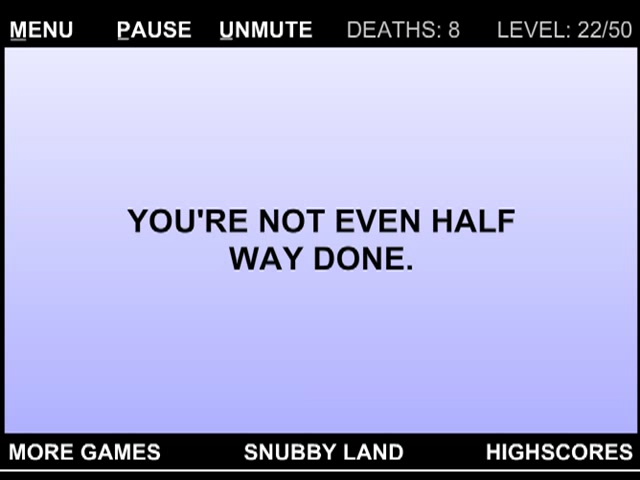 MENU PAUSE UNMUTE DEATHS: 8 LEVEL: 22/50
YOU'RE NOT EVEN HALF
WAY DONE.
MORE GAMES SNUBBY LAND HIGHSCORES